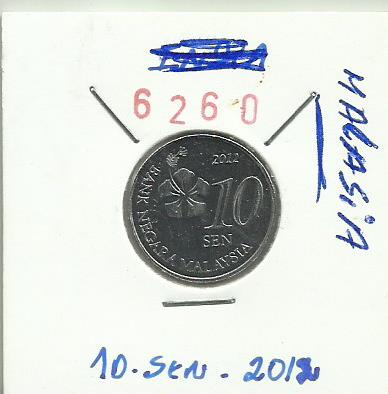 6260
MALASiA
2012
10
SEN
BANK NEGARA MALAYSIA
10. SEN. 2012